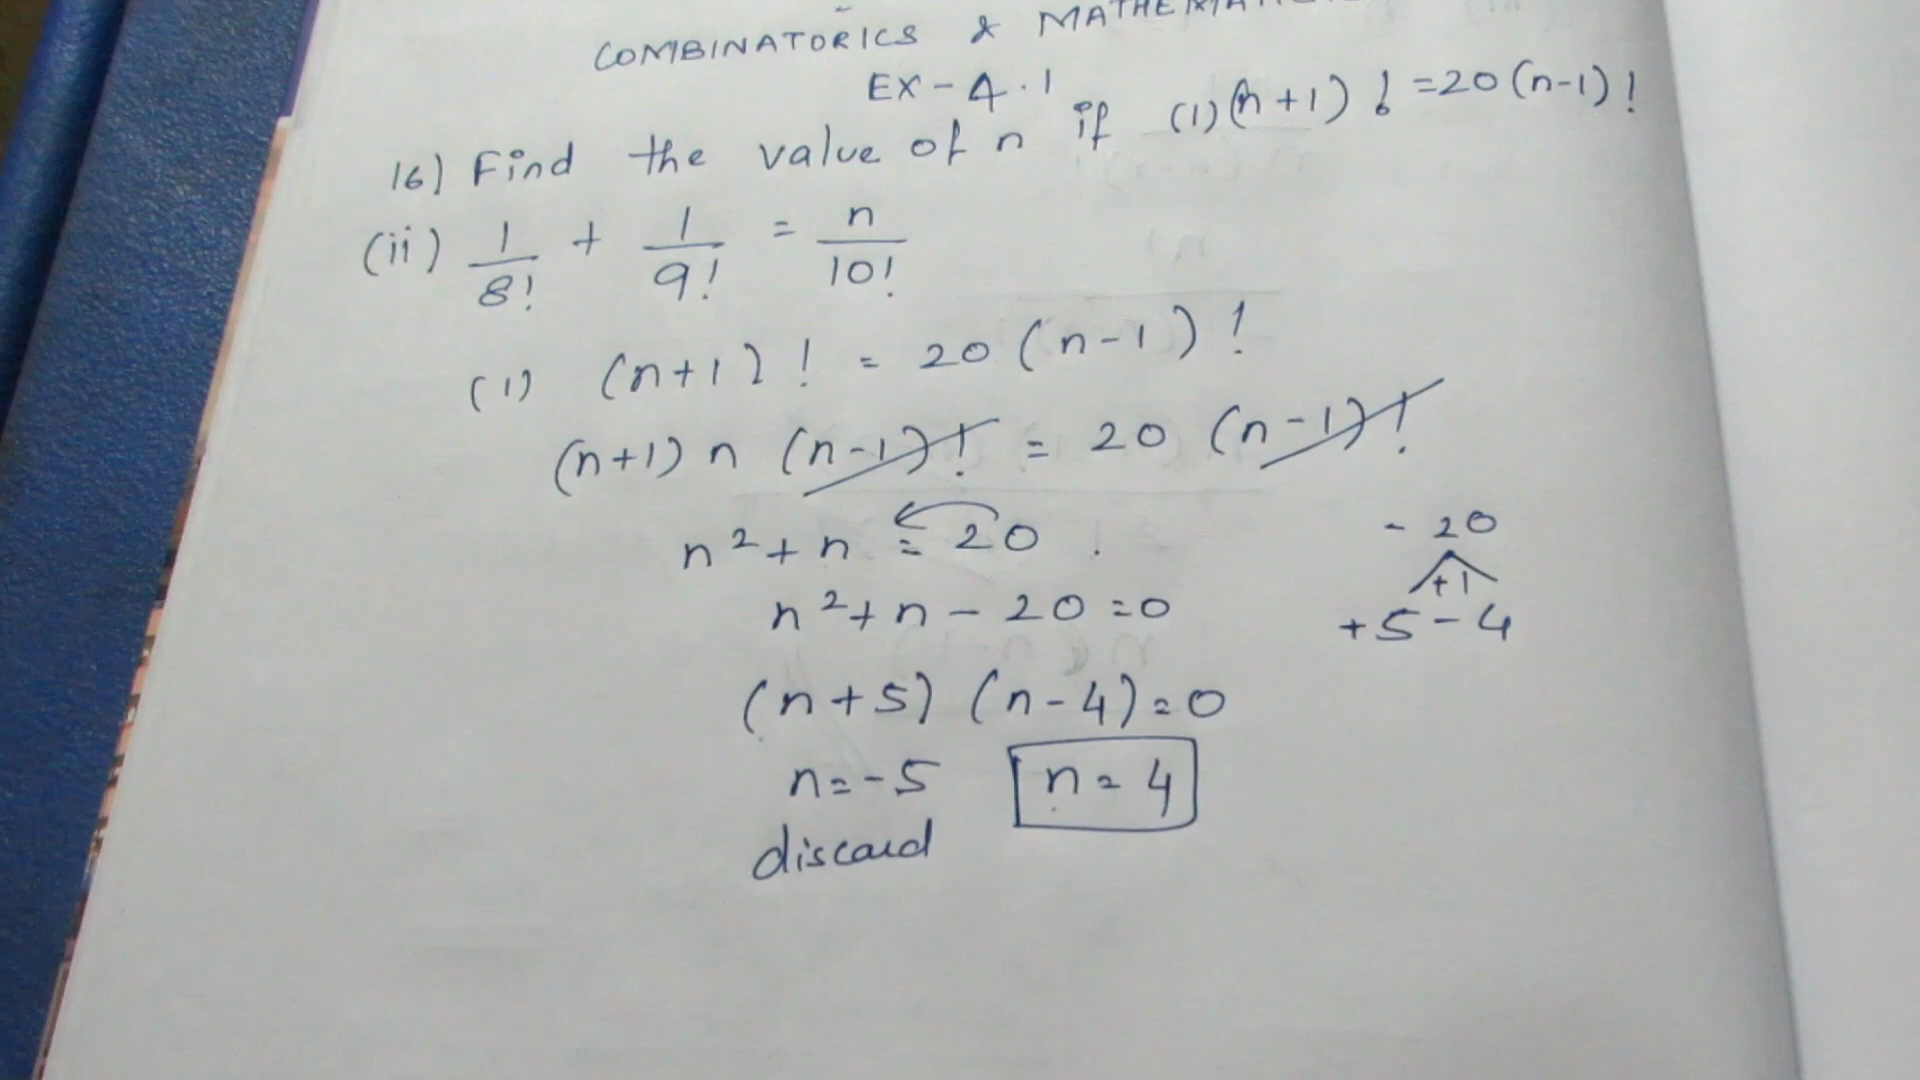 COMBINATORICS &
EX - 4.1
16) Find the value of n if (1) (n+1)! =20(n-1)!
(ii) 1/8! + 1/9! = n/10!
(1) (n+1)! = 20(n-1)!
(n+1) n (n-1)! = 20 (n-1)!
n²+n = 20 .
n²+n - 20 =0
- 20
+1
+5 -4
(n+5) (n-4)=0
n=-5 n=4
discard